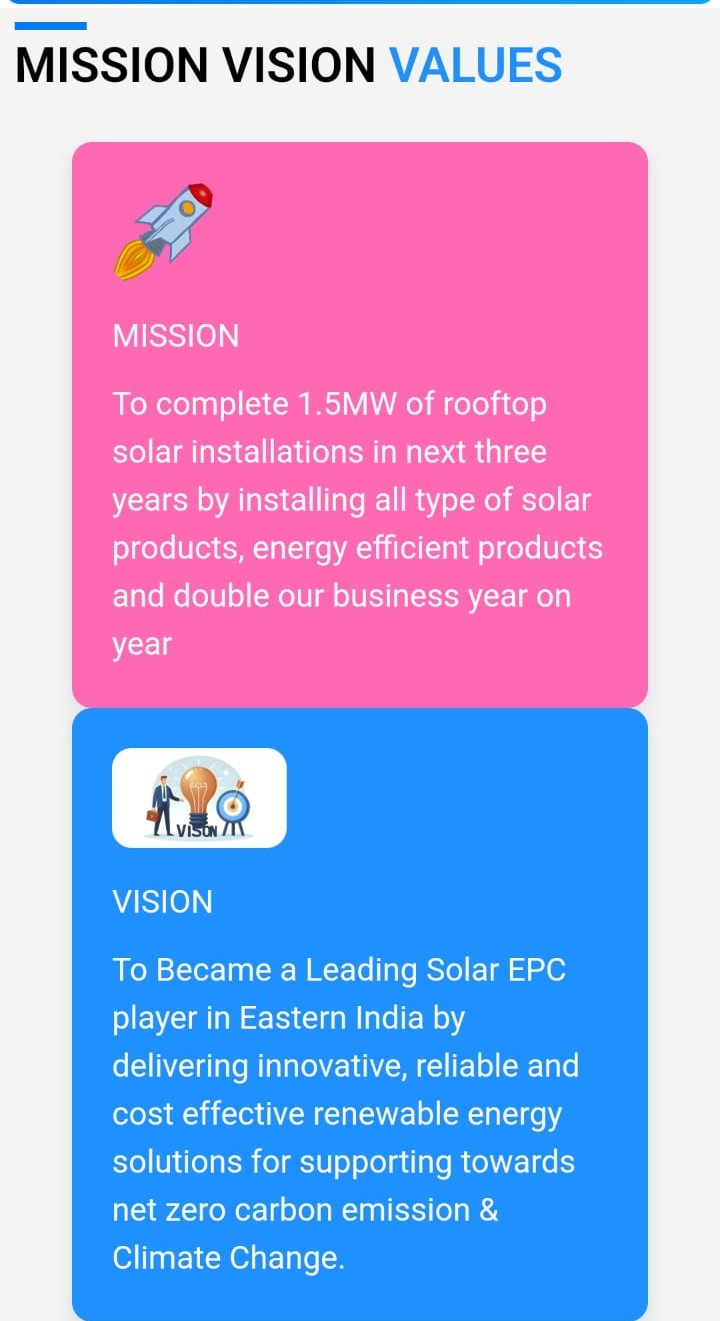 MISSION VISION VALUES
MISSION
To complete 1.5MW of rooftop
solar installations in next three
years by installing all type of solar
products, energy efficient products
and double our business year on
year
VISON
VISION
To Became a Leading Solar EPC
player in Eastern India by
delivering innovative, reliable and
cost effective renewable energy
solutions for supporting towards
net zero carbon emission &
Climate Change.